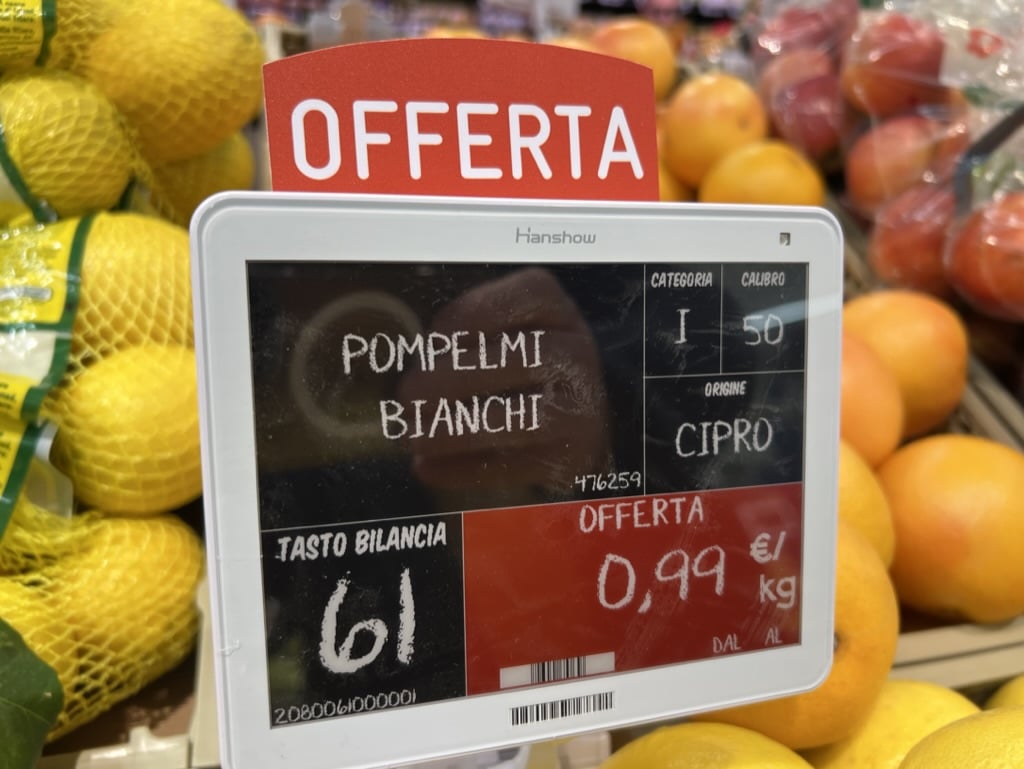 OFFERTA
Hanshow
POMPELMI
BIANCHI
476259
CATEGORIA
I
CALIBRO
50
ORIGINE
CIPRO
TASTO BILANCIA
61
2080061000001
OFFERTA
0,99 €/
kg
DAL AL